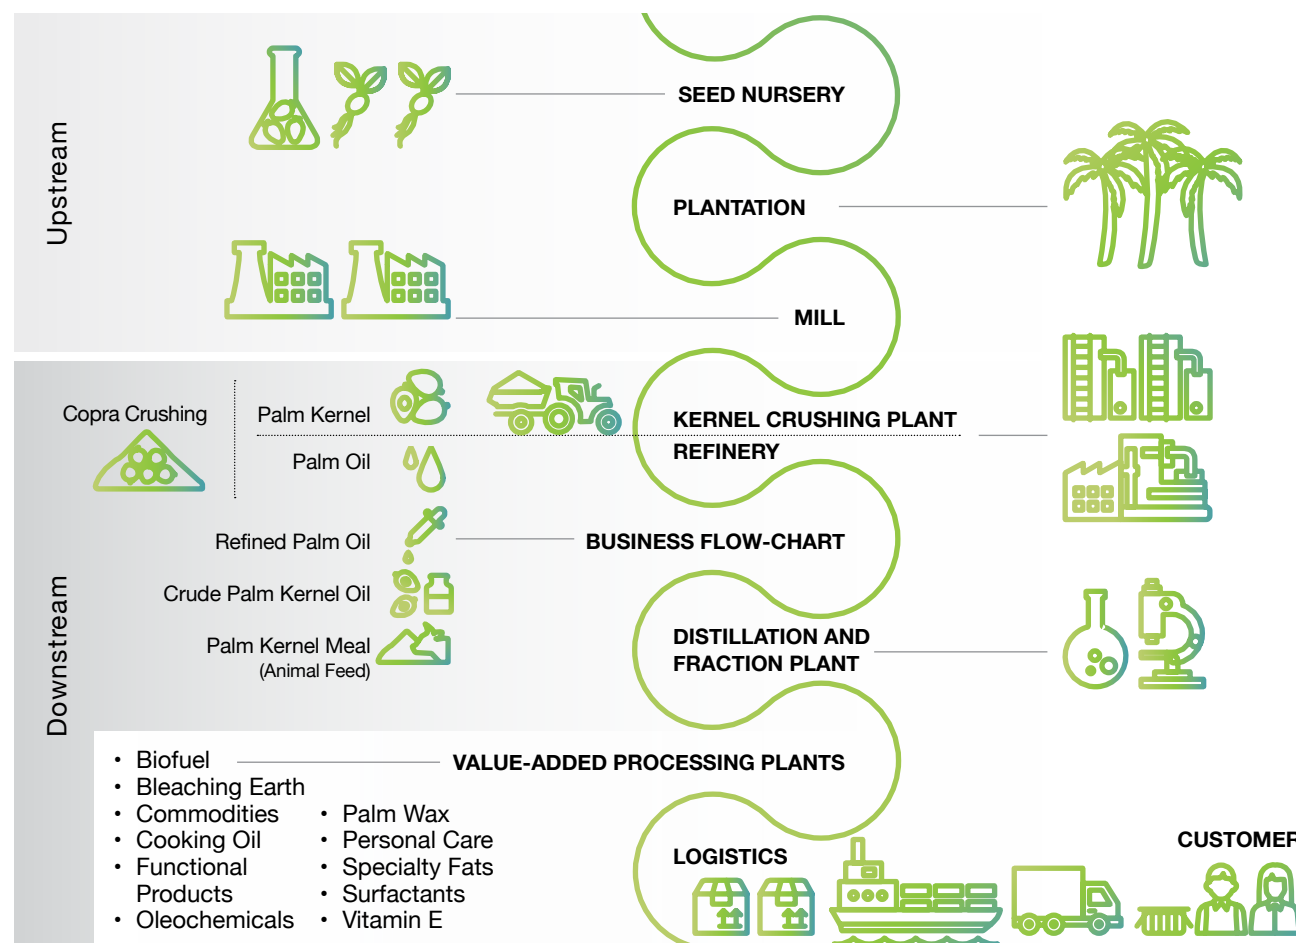 Upstream
SEED NURSERY
PLANTATION
MILL
Downstream
Copra Crushing
Palm Kernel
KERNEL CRUSHING PLANT
Palm Oil
REFINERY
Refined Palm Oil
BUSINESS FLOW-CHART
Crude Palm Kernel Oil
Palm Kernel Meal
(Animal Feed)
DISTILLATION AND
FRACTION PLANT
VALUE-ADDED PROCESSING PLANTS
• Biofuel
• Bleaching Earth
• Commodities
• Cooking Oil
• Functional
Products
• Oleochemicals
• Palm Wax
• Personal Care
• Specialty Fats
• Surfactants
• Vitamin E
LOGISTICS
CUSTOMER